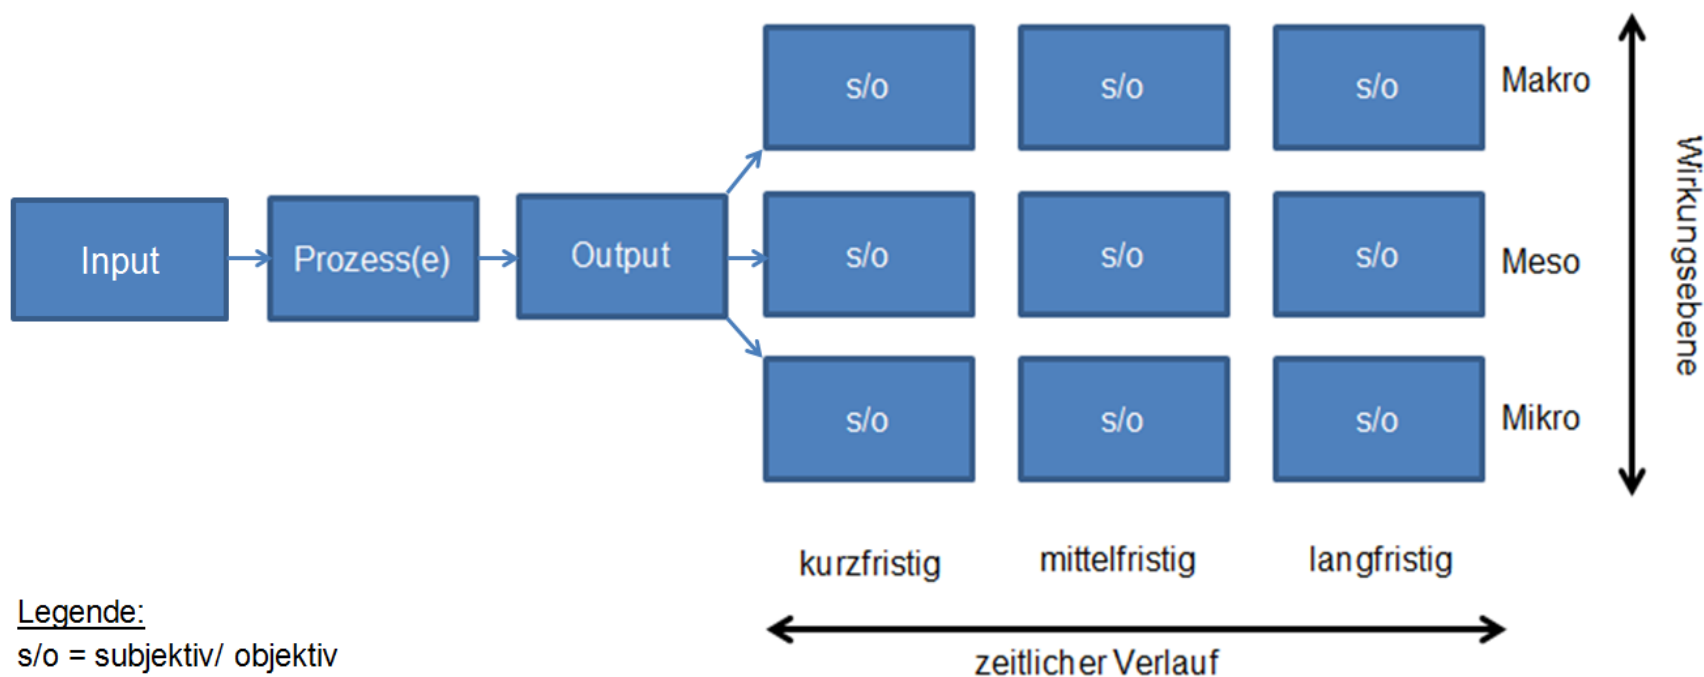 s/o
s/o
s/o
Makro
Input
Prozess(e)
Output
s/o
s/o
s/o
Meso
s/o
s/o
s/o
Mikro
Wirkungsebene
kurzfristig
mittelfristig
langfristig
zeitlicher Verlauf
Legende:
s/o = subjektiv/ objektiv